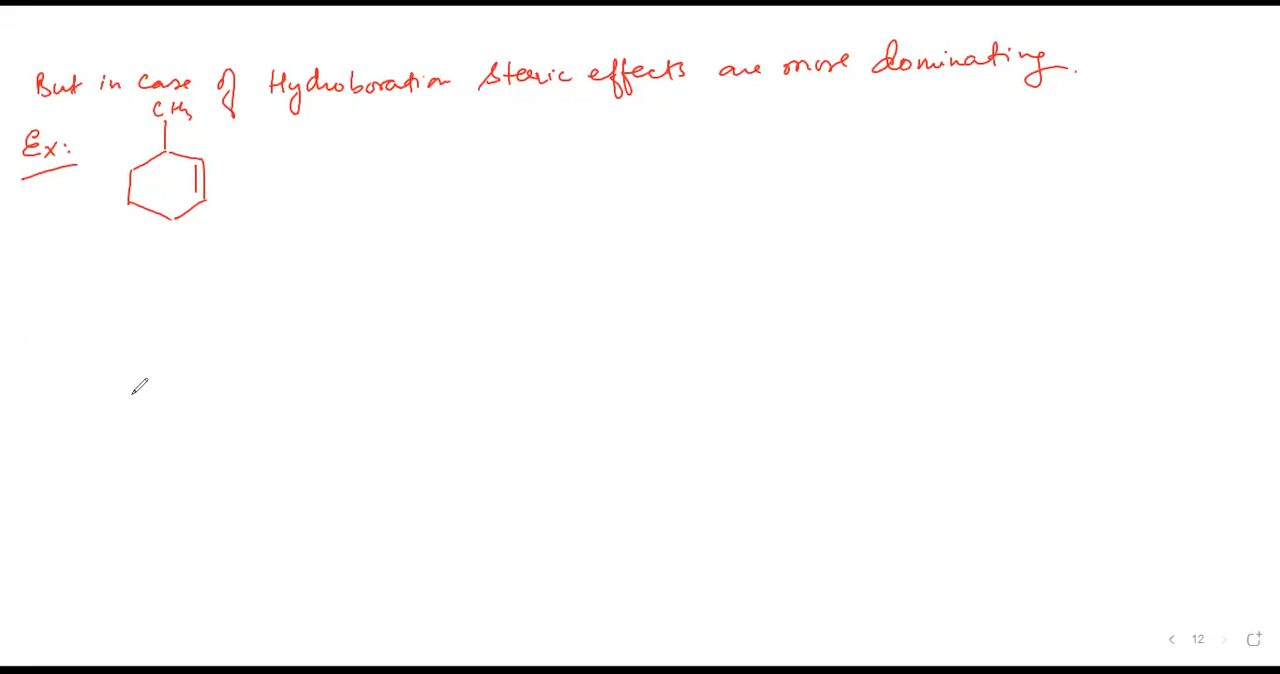 But in case of Hydroboration steric effects are more dominating.
CH3
Ex:
12